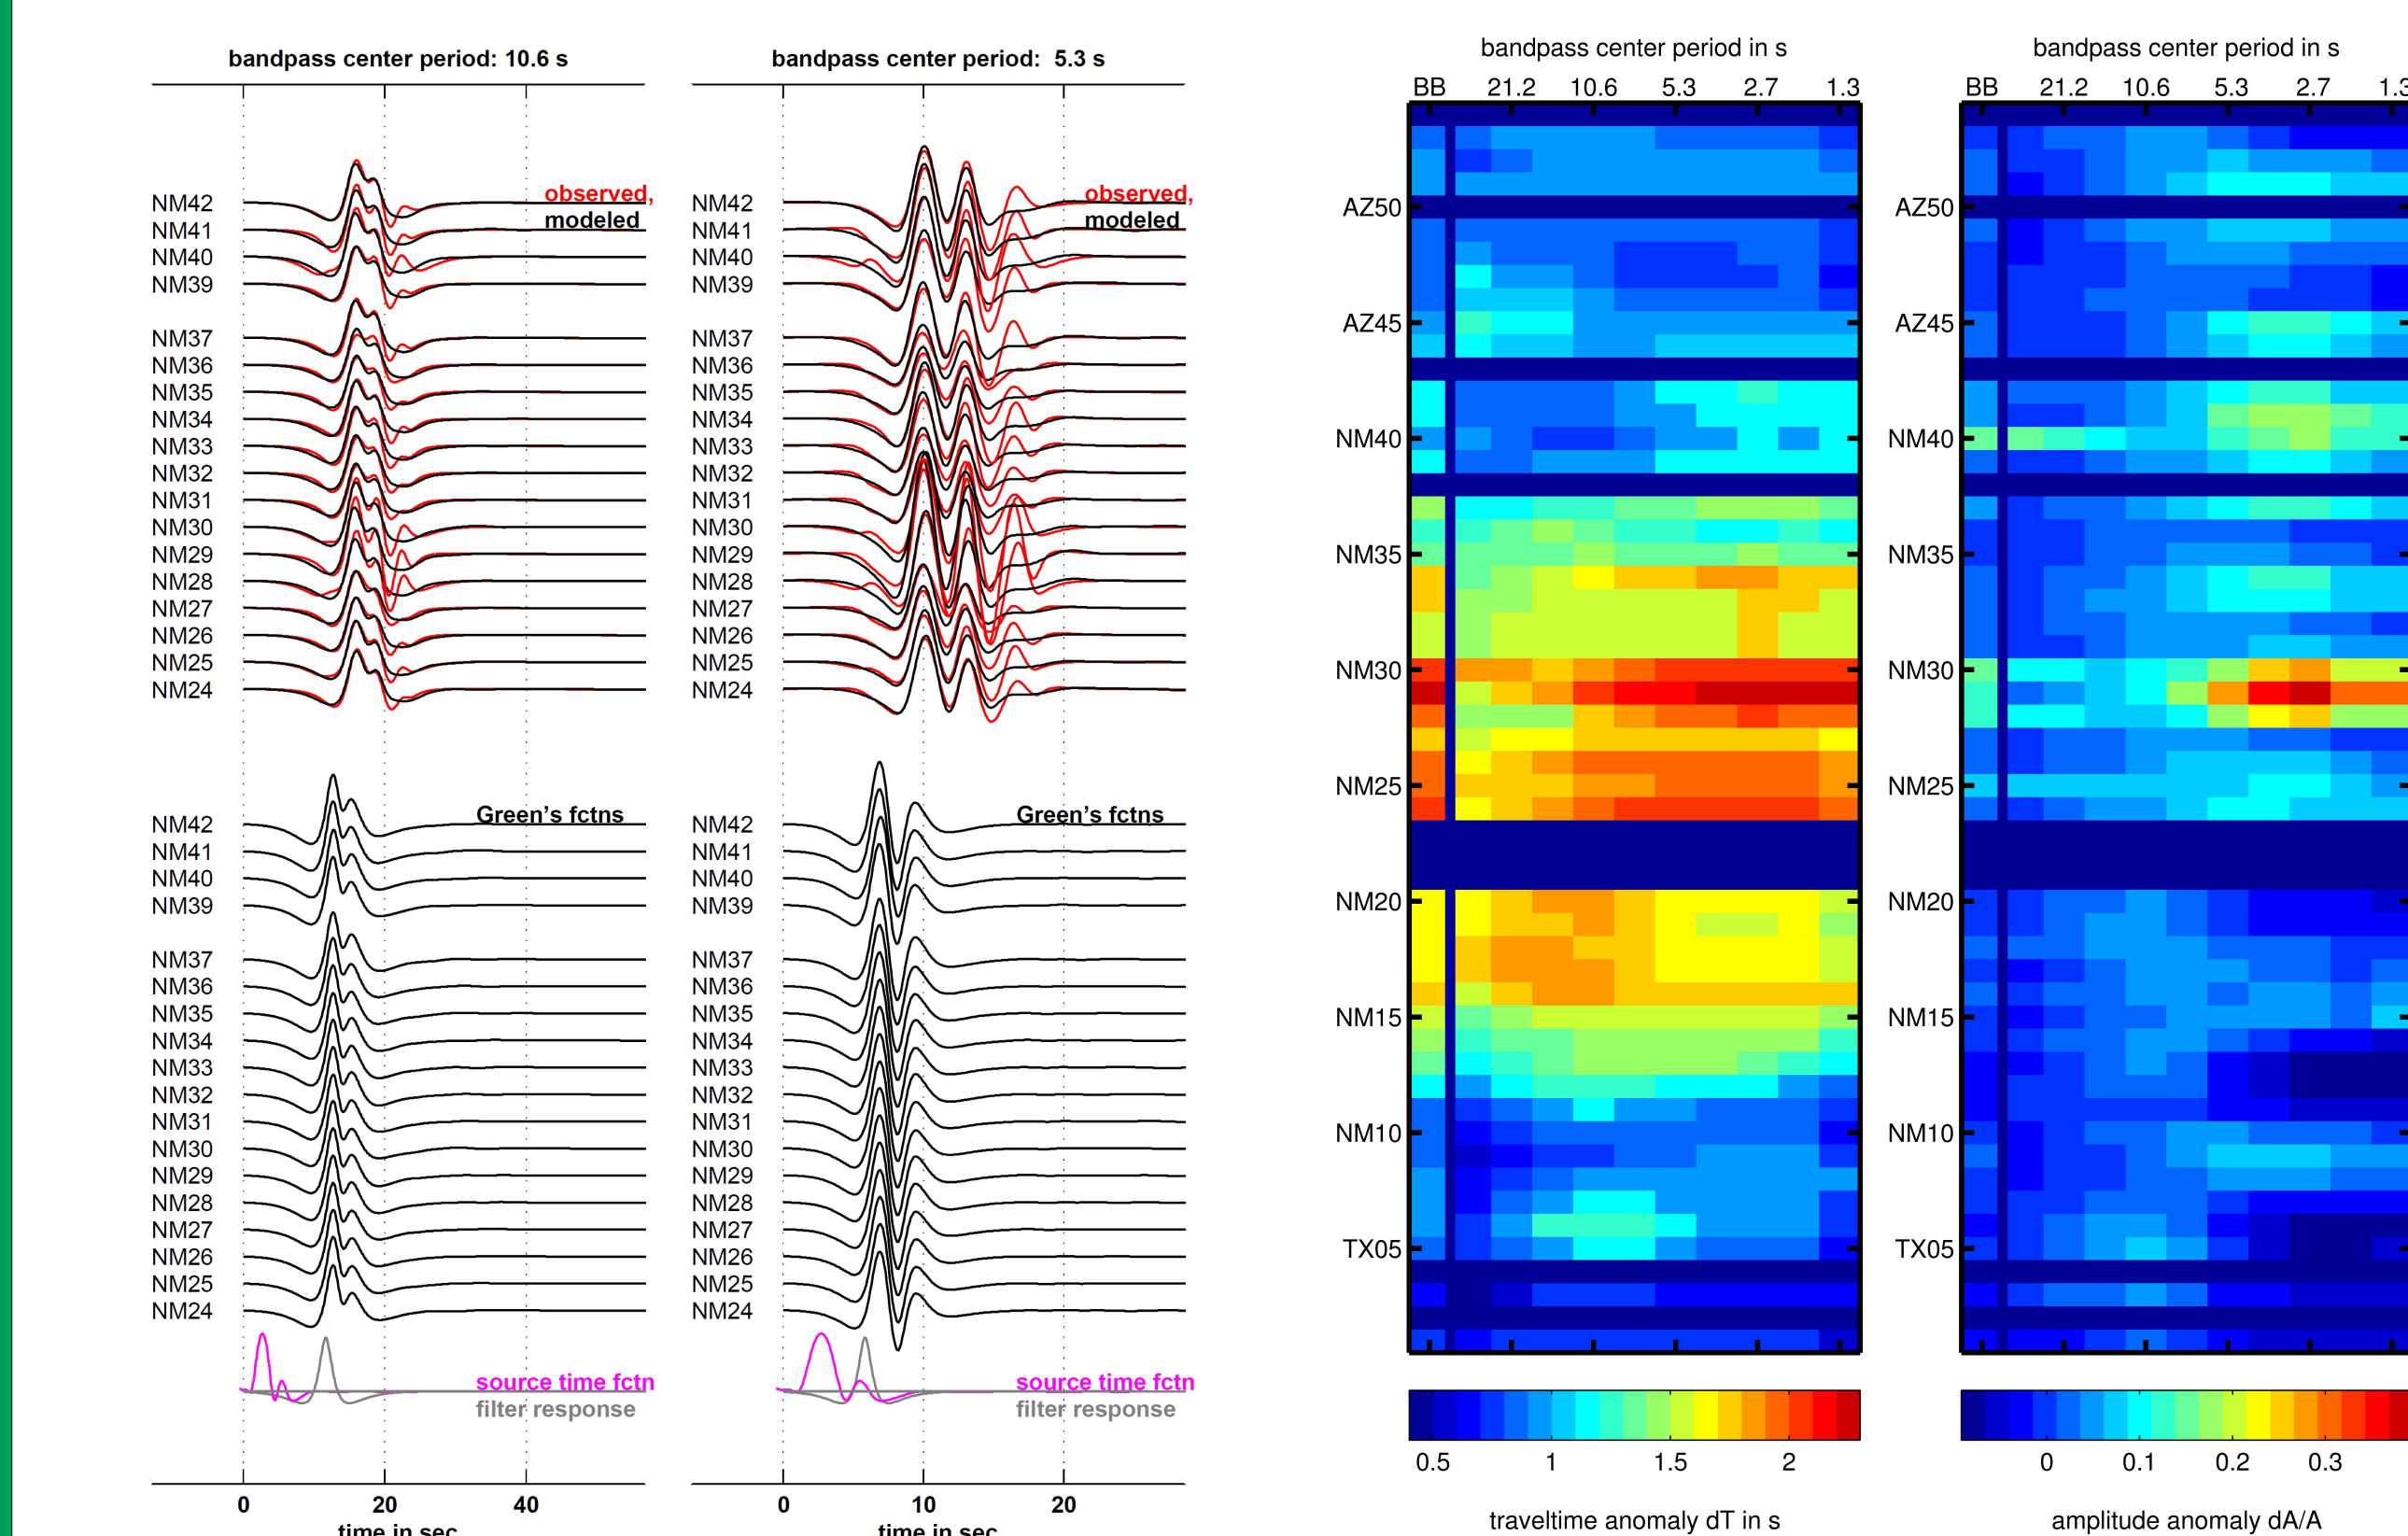 bandpass center period: 10.6 s
NM42
observed,
modeled
NM41
NM40
NM39
NM37
NM36
NM35
NM34
NM33
NM32
NM31
NM30
NM29
NM28
NM27
NM26
NM25
NM24
Green's fctns
NM42
NM41
NM40
NM39
NM37
NM36
NM35
NM34
NM33
NM32
NM31
NM30
NM29
NM28
NM27
NM26
NM25
NM24
source time fctn
filter response
0 20 40
time in sec
bandpass center period: 5.3 s
NM42
observed,
modeled
NM41
NM40
NM39
NM37
NM36
NM35
NM34
NM33
NM32
NM31
NM30
NM29
NM28
NM27
NM26
NM25
NM24
Green's fctns
NM42
NM41
NM40
NM39
NM37
NM36
NM35
NM34
NM33
NM32
NM31
NM30
NM29
NM28
NM27
NM26
NM25
NM24
source time fctn
filter response
0 10 20
time in sec
bandpass center period in s
BB 21.2 10.6 5.3 2.7 1.3
AZ50
AZ45
NM40
NM35
NM30
NM25
NM20
NM15
NM10
TX05
0.5 1 1.5 2
traveltime anomaly dT in s
bandpass center period in s
BB 21.2 10.6 5.3 2.7 1.3
AZ50
AZ45
NM40
NM35
NM30
NM25
NM20
NM15
NM10
TX05
0 0.1 0.2 0.3
amplitude anomaly dA/A